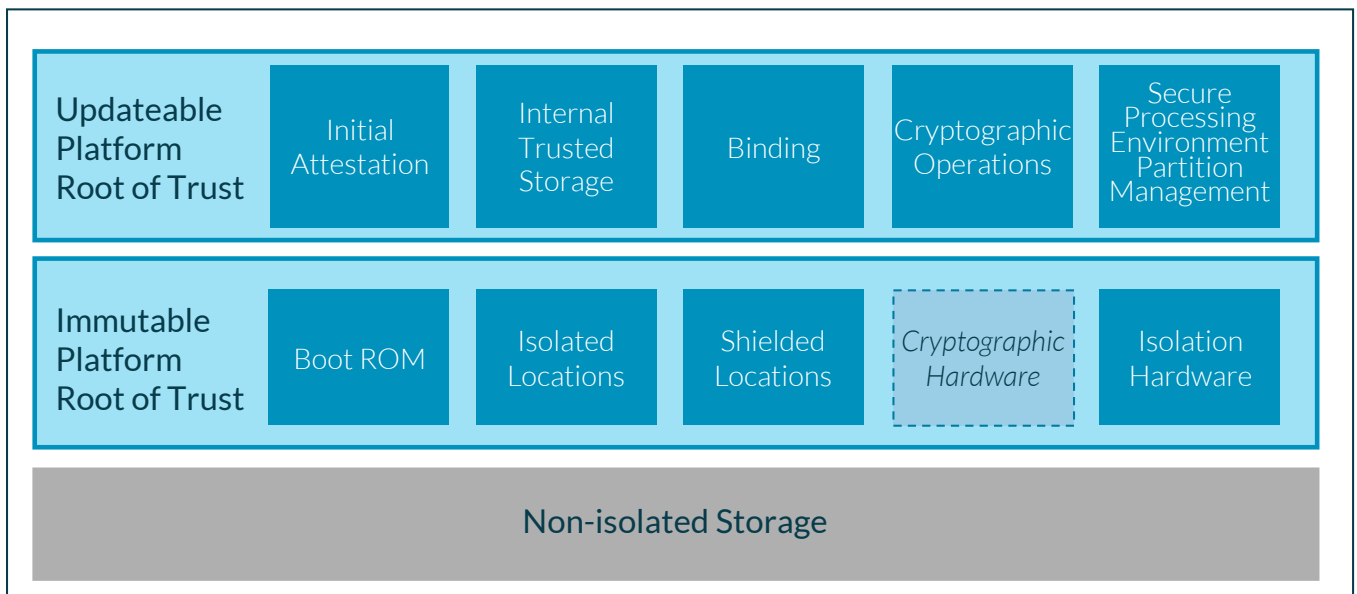 Updateable
Platform
Root of Trust
Initial
Attestation
Internal
Trusted
Storage
Binding
Cryptographic
Operations
Secure
Processing
Environment
Partition
Management
Immutable
Platform
Root of Trust
Boot ROM
Isolated
Locations
Shielded
Locations
Cryptographic
Hardware
Isolation
Hardware
Non-isolated Storage